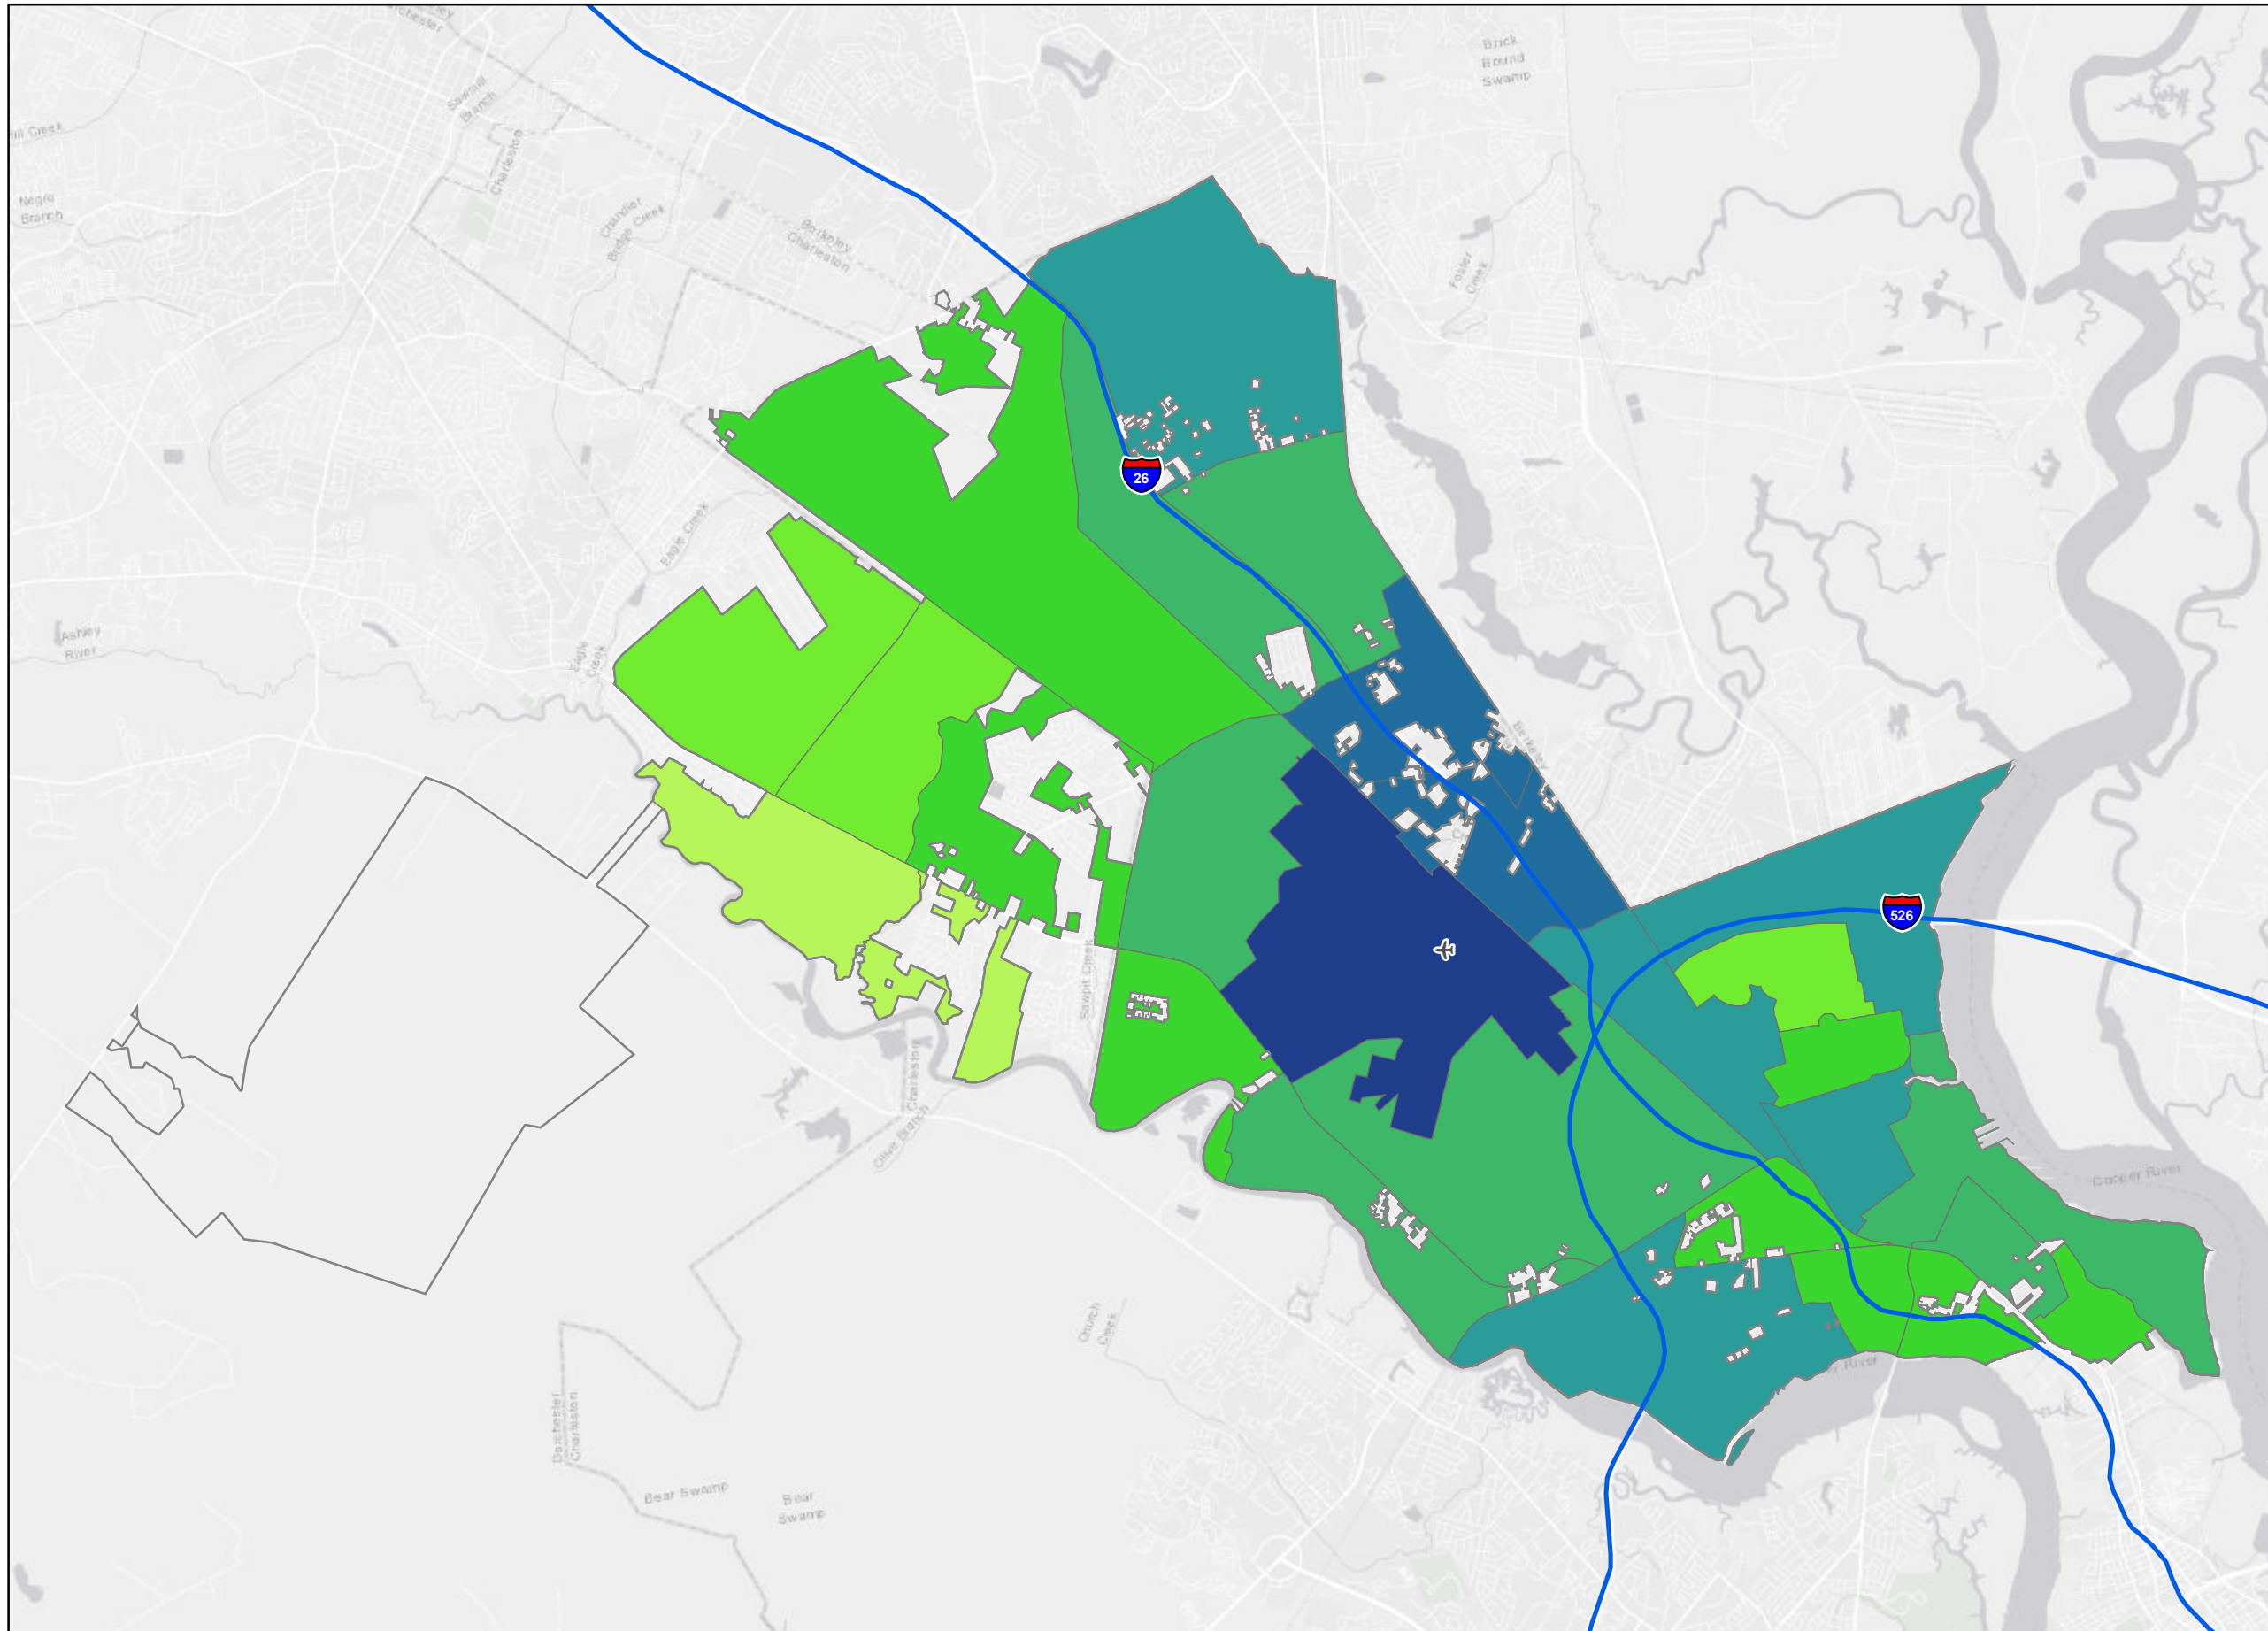 Brick
Bound
Swamp
Sawmill
Branch
Charleston
Negro
Branch
Chandler
Bridge Creek
Berkeley
Charleston
Foster
Creek
26
Eagle Creek
Ashley
River
Eagle
Creek
Berkeley
526
Sawpit Creek
Charleston
Olive Branch
Cooper River
Church
Creek
River
Dorchester
Charleston
Bear Swamp
Bear
Swamp